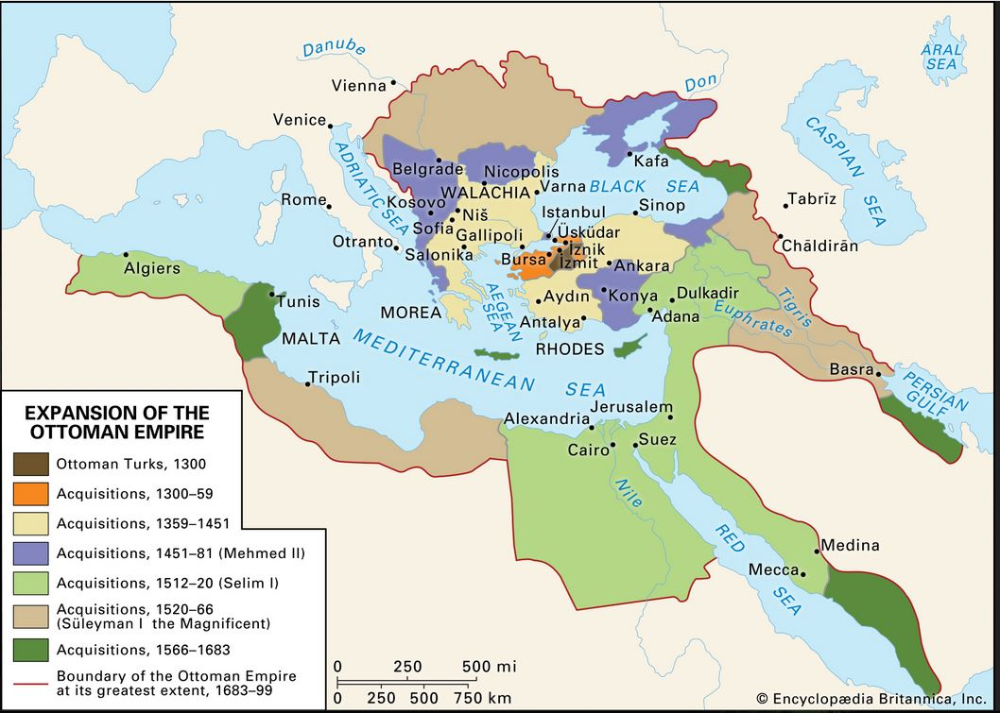 Danube
Vienna
Venice
ADRIATIC SEA
Rome
Otranto
Don
ARAL
SEA
CASPIAN
SEA
Belgrade
Nicopolis
WALACHIA
Varna
Kosovo
Niš
Sofia
Gallipoli
Salonika
BLACK SEA
Kafa
Sinop
Istanbul
Üsküdar
İznik
İzmit
Bursa
Ankara
Tabrīz
Chāldirān
Algiers
Tunis
MALTA
MOREA
AEGEAN
SEA
Aydın
Antalya
Konya
Dulkadir
Adana
Euphrates
Tigris
RHODES
MEDITERRANEAN SEA
Tripoli
Basra
PERSIAN
GULF
Alexandria
Jerusalem
Cairo
Suez
Nile
RED
SEA
Medina
Mecca
EXPANSION OF THE
OTTOMAN EMPIRE
Ottoman Turks, 1300
Acquisitions, 1300–59
Acquisitions, 1359–1451
Acquisitions, 1451–81 (Mehmed II)
Acquisitions, 1512–20 (Selim I)
Acquisitions, 1520–66
(Süleyman I the Magnificent)
Acquisitions, 1566–1683
Boundary of the Ottoman Empire
at its greatest extent, 1683–99
0 250 500 mi
0 250 500 750 km
© Encyclopædia Britannica, Inc.